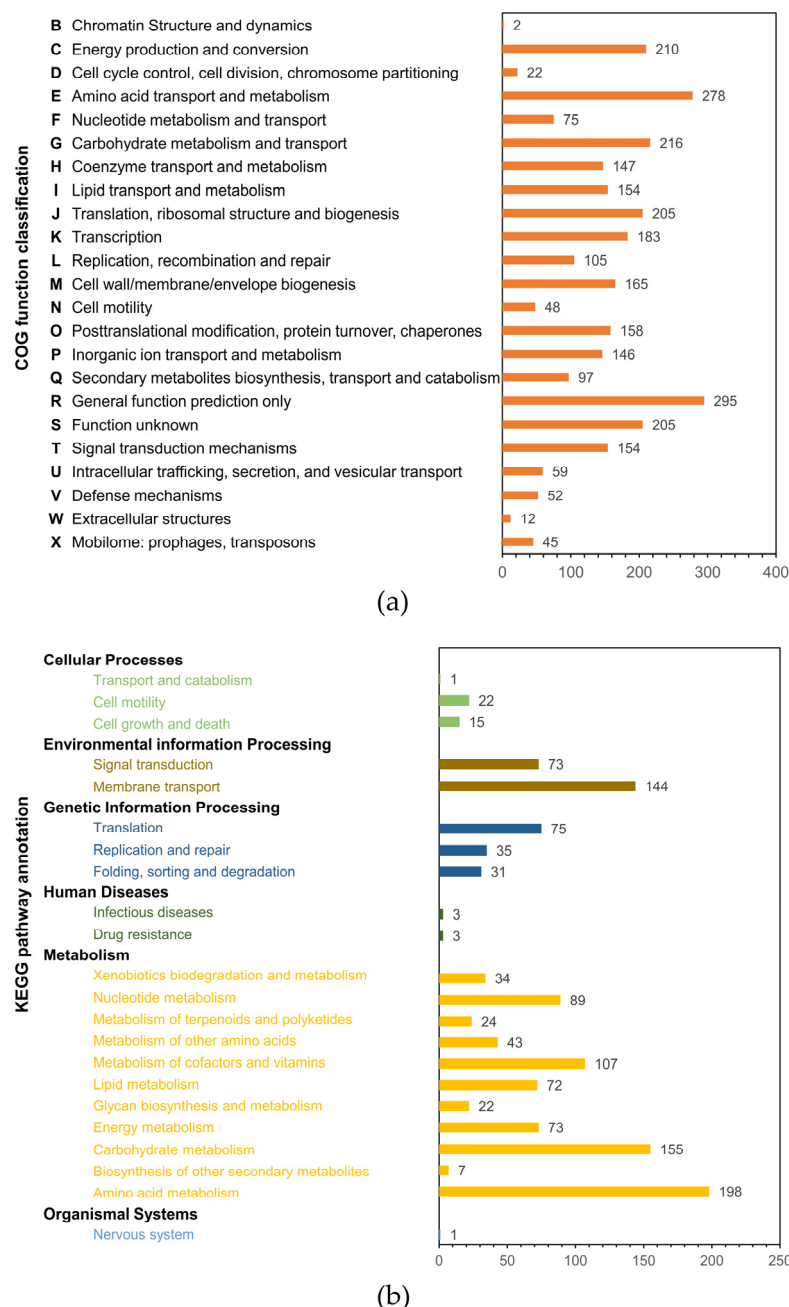 B Chromatin Structure and dynamics 2
C Energy production and conversion 210
D Cell cycle control, cell division, chromosome partitioning 22
E Amino acid transport and metabolism 278
F Nucleotide metabolism and transport 75
G Carbohydrate metabolism and transport 216
H Coenzyme transport and metabolism 147
I Lipid transport and metabolism 154
J Translation, ribosomal structure and biogenesis 205
K Transcription 183
L Replication, recombination and repair 105
M Cell wall/membrane/envelope biogenesis 165
N Cell motility 48
O Posttranslational modification, protein turnover, chaperones 158
P Inorganic ion transport and metabolism 146
Q Secondary metabolites biosynthesis, transport and catabolism 97
R General function prediction only 295
S Function unknown 205
T Signal transduction mechanisms 154
U Intracellular trafficking, secretion, and vesicular transport 59
V Defense mechanisms 52
W Extracellular structures 12
X Mobilome: prophages, transposons 45
COG function classification
0 100 200 300 400
(a)
Cellular Processes
Transport and catabolism 1
Cell motility 22
Cell growth and death 15
Environmental information Processing
Signal transduction 73
Membrane transport 144
Genetic Information Processing
Translation 75
Replication and repair 35
Folding, sorting and degradation 31
Human Diseases
Infectious diseases 3
Drug resistance 3
Metabolism
Xenobiotics biodegradation and metabolism 34
Nucleotide metabolism 89
Metabolism of terpenoids and polyketides 24
Metabolism of other amino acids 43
Metabolism of cofactors and vitamins 107
Lipid metabolism 72
Glycan biosynthesis and metabolism 22
Energy metabolism 73
Carbohydrate metabolism 155
Biosynthesis of other secondary metabolites 7
Amino acid metabolism 198
Organismal Systems
Nervous system 1
KEGG pathway annotation
0 50 100 150 200 250
(b)